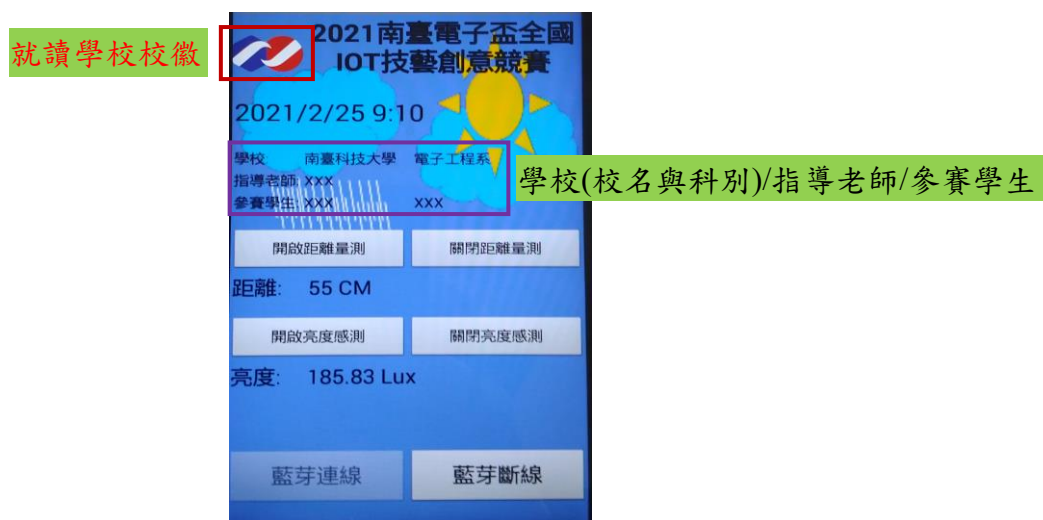 就讀學校校徽
2021南臺電子盃全國
IOT技藝創意競賽
2021/2/25 9:10
學校: 南臺科技大學 電子工程系
指導老師: XXX
參賽學生: XXX XXX
學校(校名與科別)/指導老師/參賽學生
開啟距離量測 關閉距離量測
距離: 55 CM
開啟亮度感測 關閉亮度感測
亮度: 185.83 Lux
藍芽連線 藍芽斷線